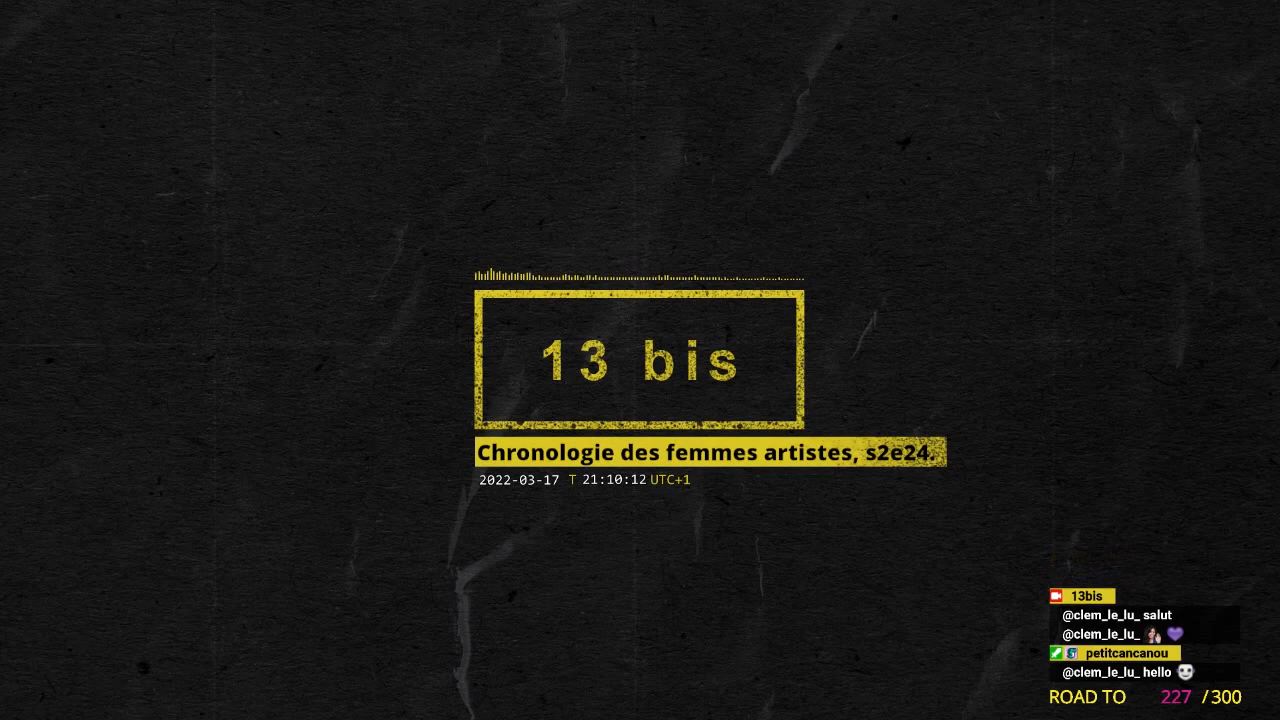 13 bis
Chronologie des femmes artistes, s2e24.
2022-03-17 T 21:10:12 UTC+1
13bis
@clem_le_lu_ salut
@clem_le_lu_
petitcancanou
@clem_le_lu_ hello
ROAD TO 227 /300